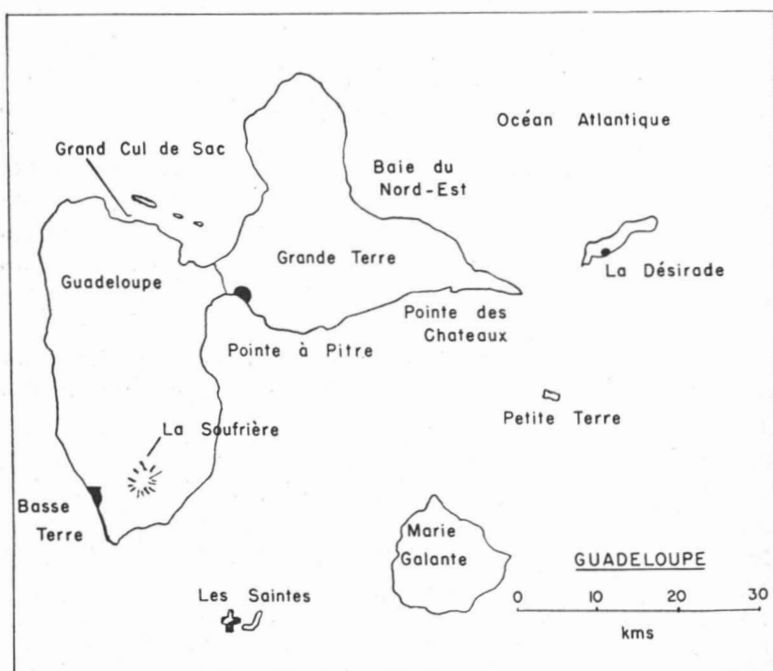 Océan Atlantique
Grand Cul de Sac
Baie du
Nord-Est
Grande Terre
Guadeloupe
La Désirade
Pointe des
Chateaux
Pointe à Pitre
Petite Terre
La Soufrière
Basse
Terre
Marie
Galante
GUADELOUPE
Les Saintes
0 10 20 30
kms